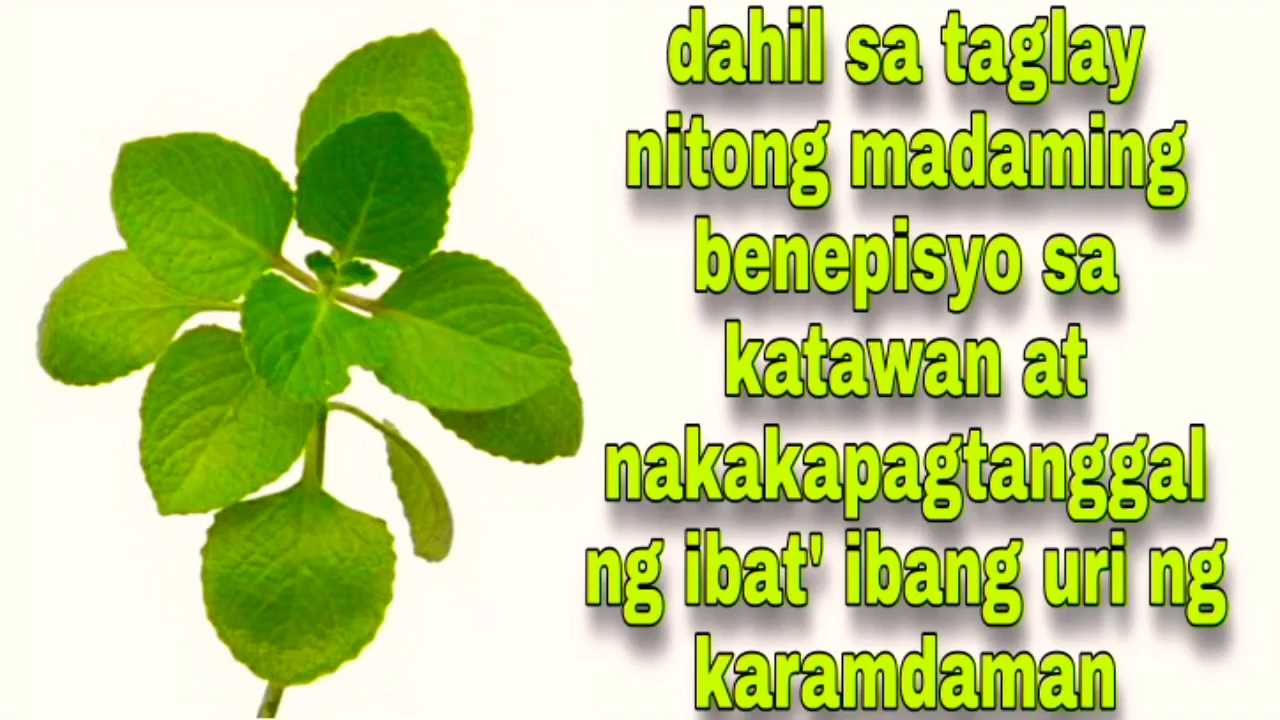 dahil sa taglay
nitong madaming
benepisyo sa
katawan at
nakakapagtanggal
ng ibat' ibang uri ng
karamdaman